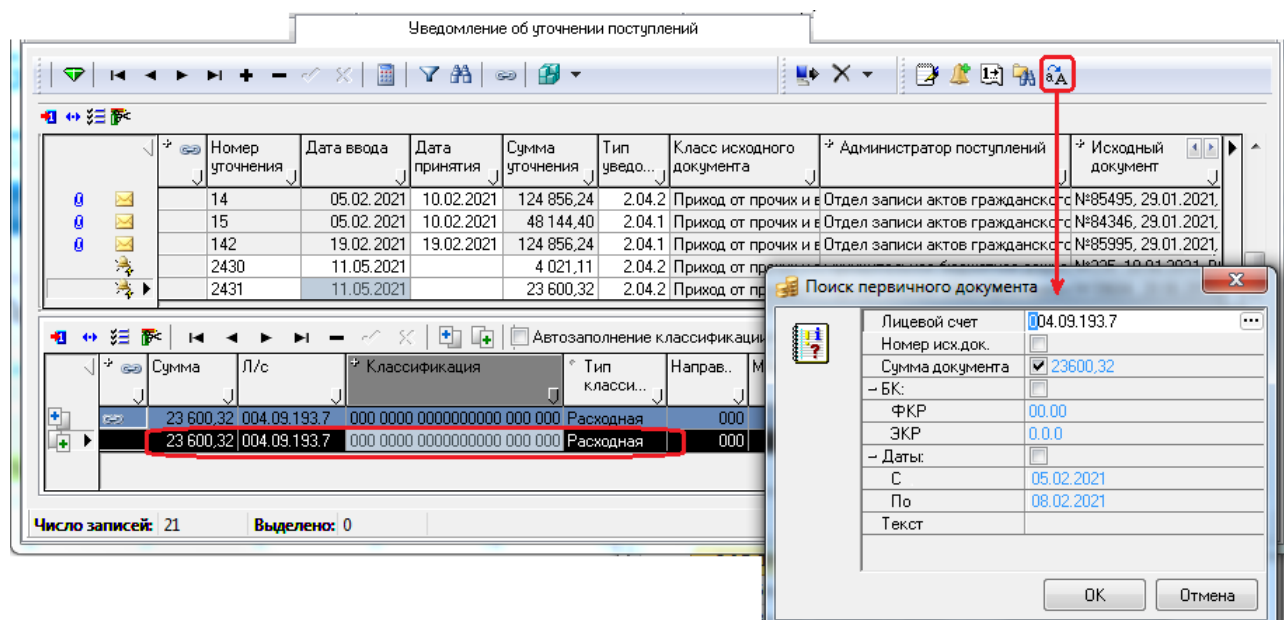 Уведомление об уточнении поступлений
Номер уточнения Дата ввода Дата принятия Сумма уточнения Тип уведо... Класс исходного документа Администратор поступлений Исходный документ
14 05.02.2021 10.02.2021 124 856,24 2.04.2 Приход от прочих и в Отдел записи актов гражданского №85495, 29.01.2021,
15 05.02.2021 05.02.2021 48 144,40 2.04.1 Приход от прочих и в Отдел записи актов гражданского №84346, 29.01.2021,
142 19.02.2021 19.02.2021 124 856,24 2.04.1 Приход от прочих и в Отдел записи актов гражданского №85995, 29.01.2021,
2430 11.05.2021 4 021,11 2.04.2 Приход от
2431 11.05.2021 23 600,32 2.04.2 Приход от пр
Поиск первичного документа
Лицевой счет 004.09.193.7
Номер исх.док.
Сумма документа 23600,32
БК:
ФКР 00.00
ЭКР 0.0.0
Даты:
С 05.02.2021
По 08.02.2021
Текст
OK Отмена
Автозаполнение классификации
Сумма Л/с Классификация Тип класси... Направ.. М
23 600,32 004.09.193.7 000 0000 0000000000 000 000 Расходная 000
23 600,32 004.09.193.7 000 0000 0000000000 000 000 Расходная 000
Число записей: 21 Выделено: 0